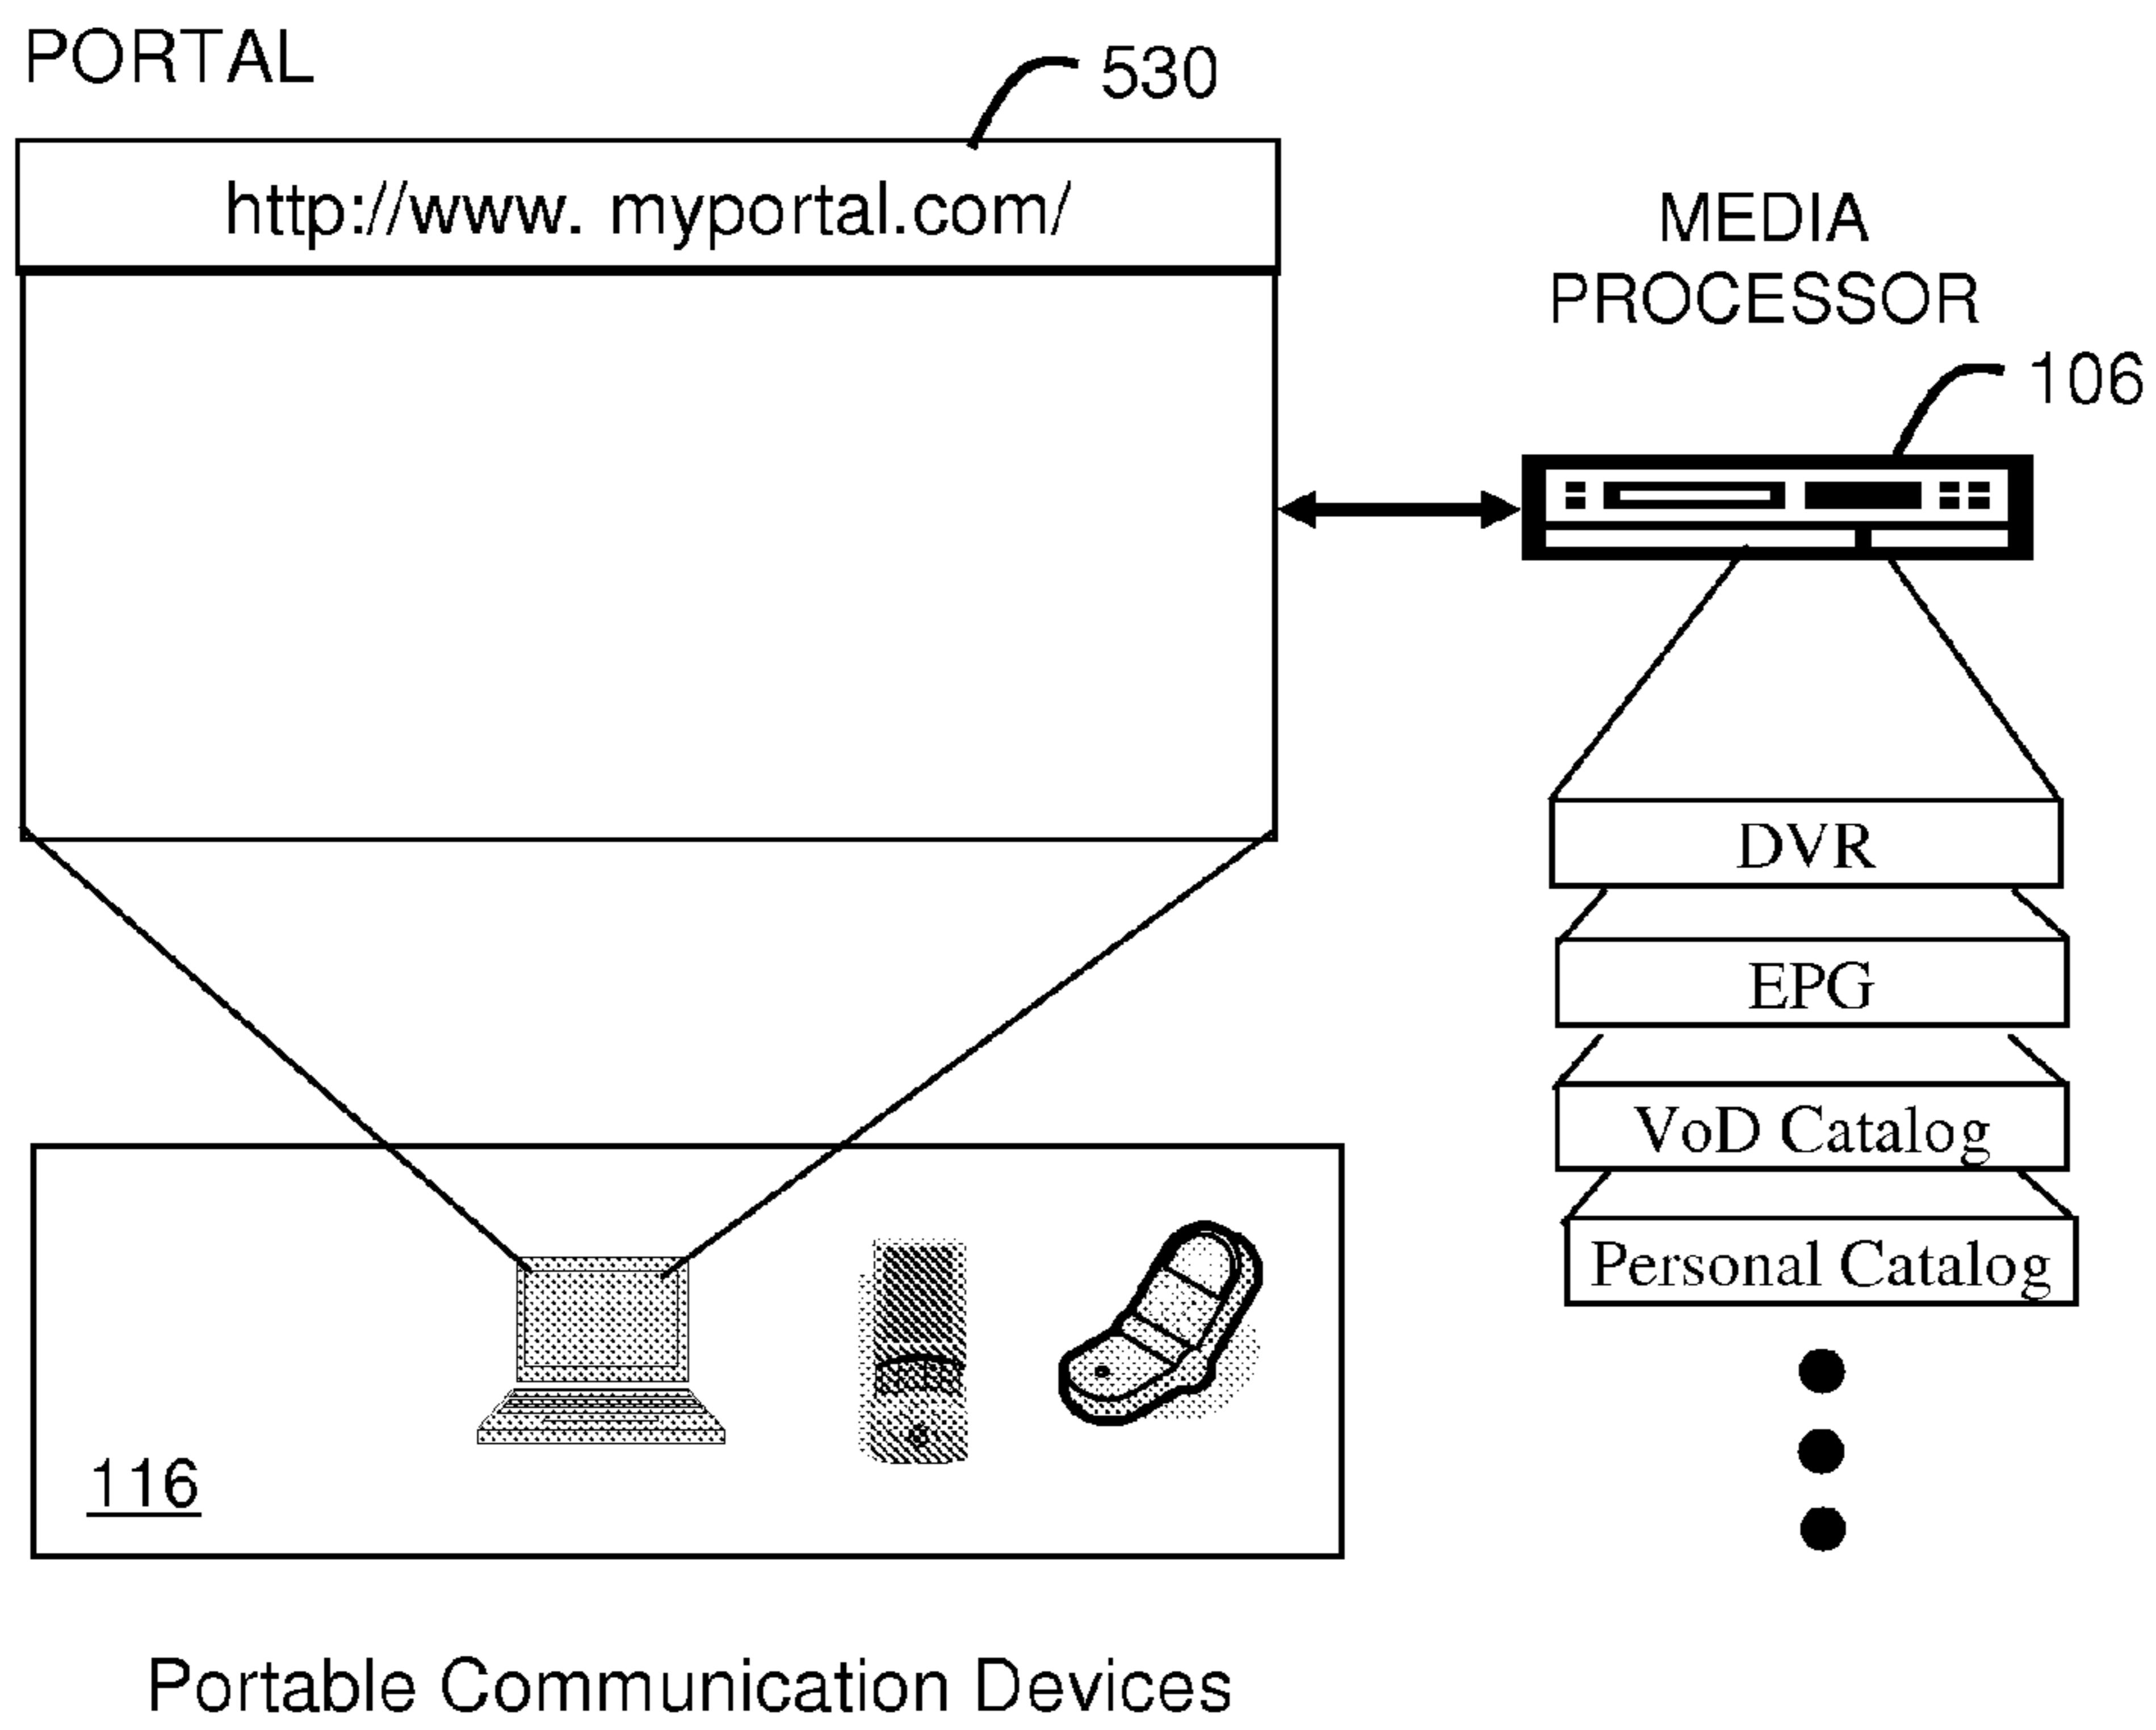 PORTAL
530
http://www. myportal.com/
MEDIA
PROCESSOR
106
DVR
EPG
VoD Catalog
Personal Catalog
116
Portable Communication Devices